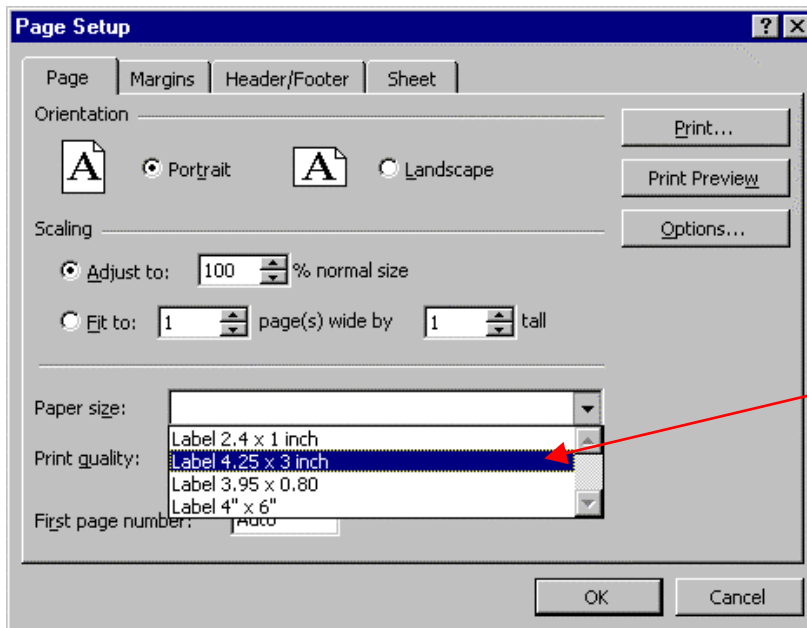 Page Setup
Page Margins Header/Footer Sheet
Orientation
A Portrait A Landscape
Print...
Print Preview
Options...
Scaling
Adjust to: 100 % normal size
Fit to: 1 page(s) wide by 1 tall
Paper size:
Label 2.4 x 1 inch
Label 4.25 x 3 inch
Print quality:
Label 3.95 x 0.80
Label 4" x 6"
First page number: Auto
OK Cancel